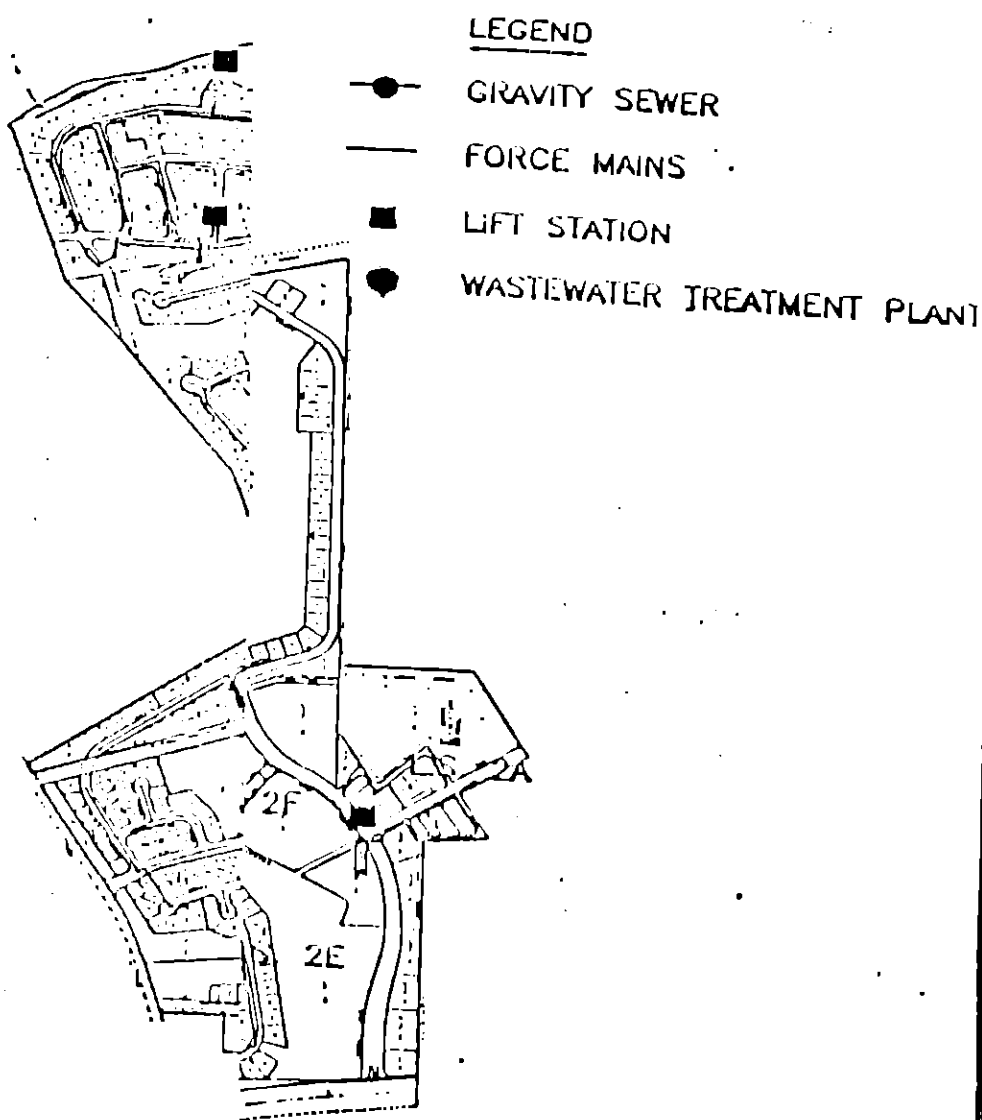 LEGEND
GRAVITY SEWER
FORCE MAINS
LIFT STATION
WASTEWATER TREATMENT PLANT
2F
2E